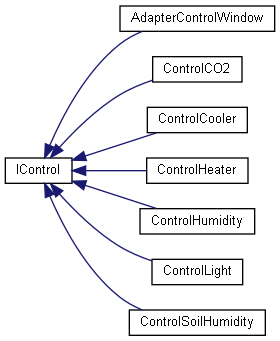 AdapterControlWindow
ControlCO2
ControlCooler
IControl
ControlHeater
ControlHumidity
ControlLight
ControlSoilHumidity